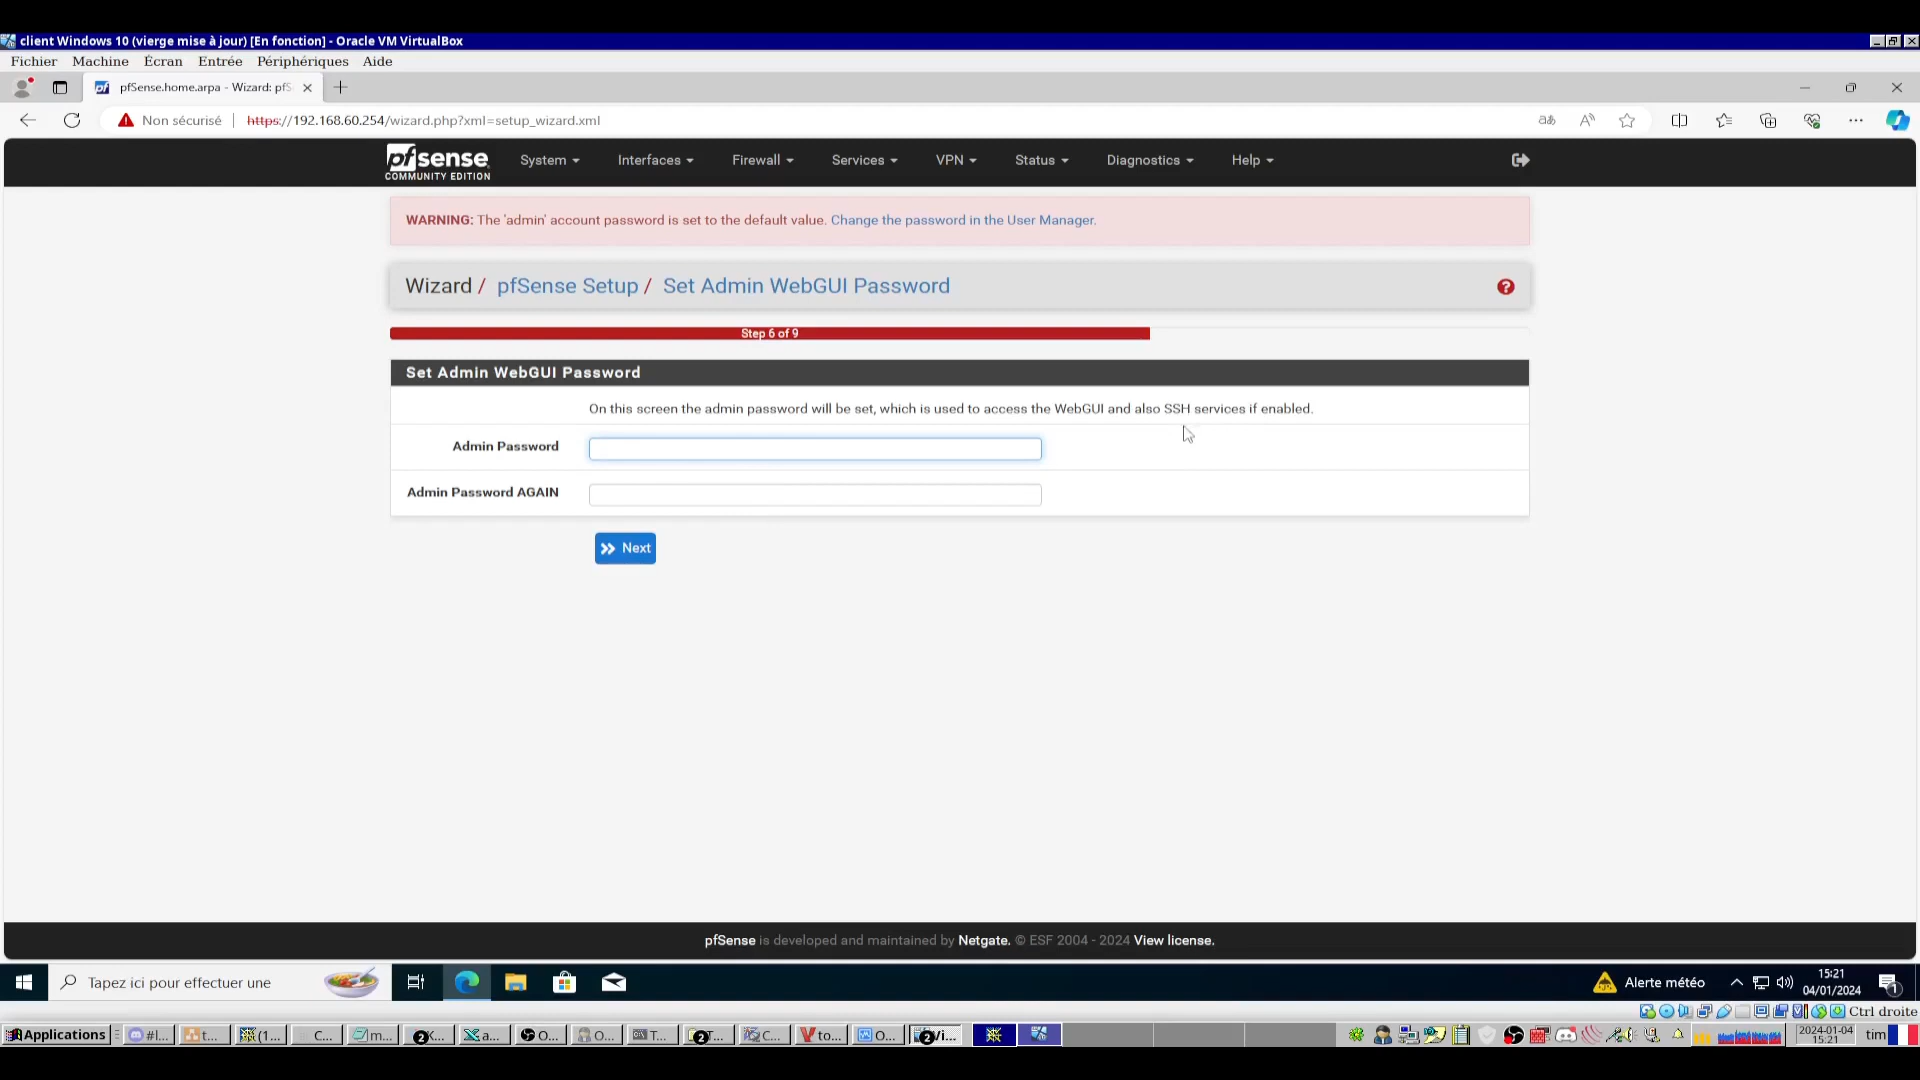 client Windows 10 (vierge mise à jour) [En fonction] - Oracle VM VirtualBox
Fichier Machine Écran Entrée Périphériques Aide
pfSense.home.arpa - Wizard: pfS
Non sécurisé https://192.168.60.254/wizard.php?xml=setup_wizard.xml
pfsense COMMUNITY EDITION System Interfaces Firewall Services VPN Status Diagnostics Help
WARNING: The 'admin' account password is set to the default value. Change the password in the User Manager.
Wizard / pfSense Setup / Set Admin WebGUI Password
Step 6 of 9
Set Admin WebGUI Password
On this screen the admin password will be set, which is used to access the WebGUI and also SSH services if enabled.
Admin Password
Admin Password AGAIN
Next
pfSense is developed and maintained by Netgate. © ESF 2004 - 2024 View license.
Tapez ici pour effectuer une
Alerte météo
15:21
04/01/2024
1
Ctrl droite
Applications #l... t... (1... C... m... 2 K... a... O... O... T... 2 T... C... to... O... 2 i...
2024-01-04
15:21
tim